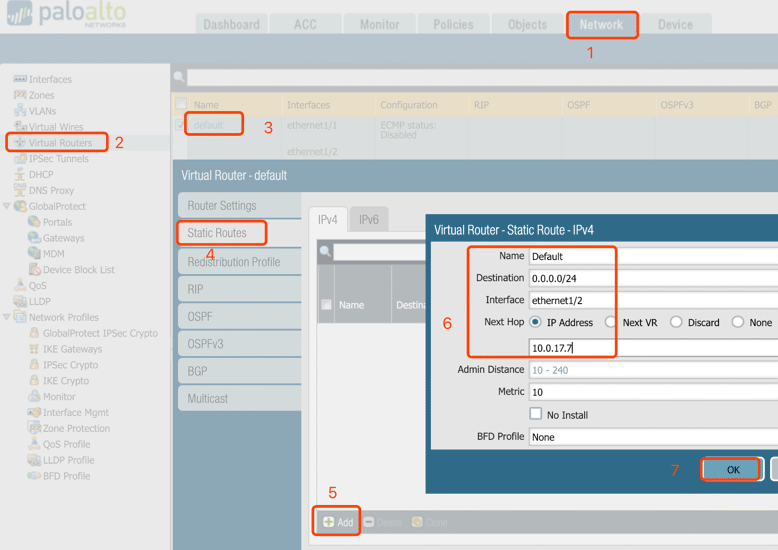 paloalto
NETWORKS
Dashboard ACC Monitor Policies Objects Network Device
1
Interfaces
Zones
VLANs
Virtual Wires
Virtual Routers 2
IPSec Tunnels
DHCP
DNS Proxy
GlobalProtect
Portals
Gateways
MDM
Device Block List
QoS
LLDP
Network Profiles
GlobalProtect IPSec Crypto
IKE Gateways
IPSec Crypto
IKE Crypto
Monitor
Interface Mgmt
Zone Protection
QoS Profile
LLDP Profile
BFD Profile
Name Interfaces Configuration RIP OSPF OSPFv3 BGP
default 3 ethernet1/1 ECMP status:
Disabled
ethernet1/2
Virtual Router - default
Router Settings
Static Routes
4
Redistribution Profile
RIP
OSPF
OSPFv3
BGP
Multicast
IPv4 IPv6
Name Destina
5
Add Delete Clone
Virtual Router - Static Route - IPv4
Name Default
Destination 0.0.0.0/24
Interface ethernet1/2
6 Next Hop IP Address Next VR Discard None
10.0.17.7
Admin Distance 10 - 240
Metric 10
No Install
BFD Profile None
7 OK